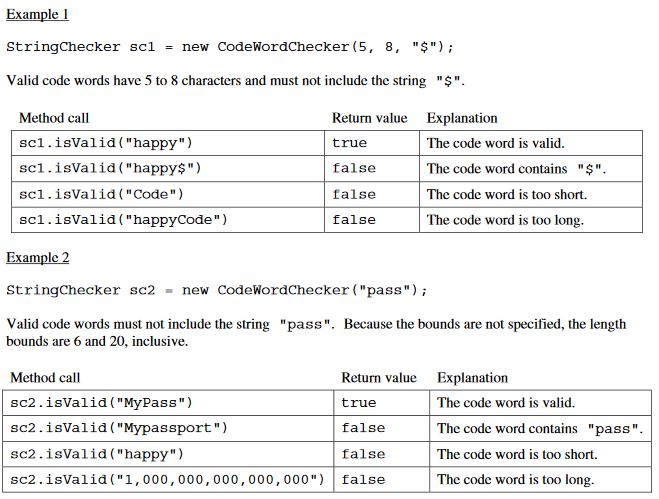 Example 1
StringChecker sc1 = new CodeWordChecker(5, 8, "$");
Valid code words have 5 to 8 characters and must not include the string "$".
Method call Return value Explanation
sc1.isValid("happy") true The code word is valid.
sc1.isValid("happy$") false The code word contains "$".
sc1.isValid("Code") false The code word is too short.
sc1.isValid("happyCode") false The code word is too long.
Example 2
StringChecker sc2 = new CodeWordChecker("pass");
Valid code words must not include the string "pass". Because the bounds are not specified, the length
bounds are 6 and 20, inclusive.
Method call Return value Explanation
sc2.isValid("MyPass") true The code word is valid.
sc2.isValid("Mypassport") false The code word contains "pass".
sc2.isValid("happy") false The code word is too short.
sc2.isValid("1,000,000,000,000,000") false The code word is too long.